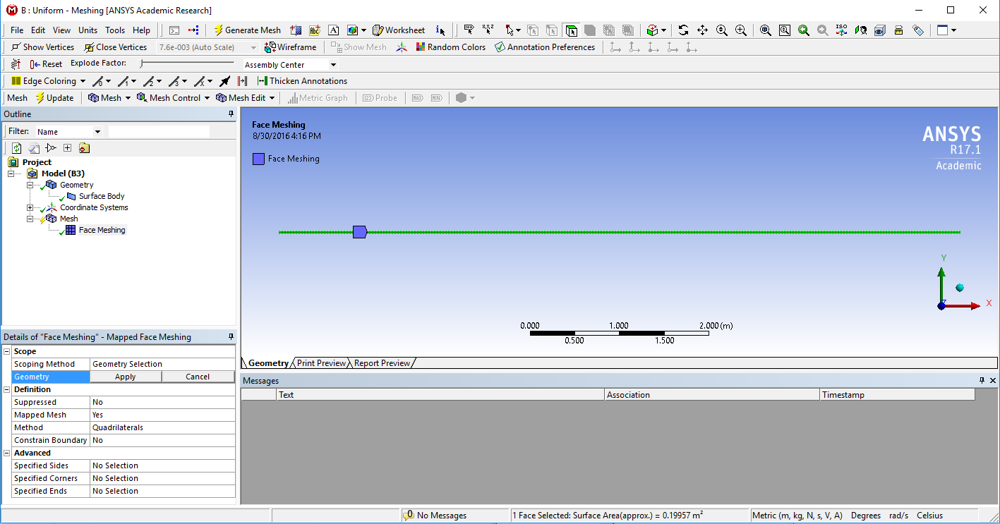 B : Uniform - Meshing [ANSYS Academic Research]
File Edit View Units Tools Help Generate Mesh Worksheet
Show Vertices Close Vertices 7.6e-003 (Auto Scale) Wireframe Show Mesh Random Colors Annotation Preferences
Reset Explode Factor: Assembly Center
Edge Coloring Thicken Annotations
Mesh Update Mesh Mesh Control Mesh Edit Metric Graph Probe
Outline
Filter: Name
Project
Model (B3)
Geometry
Surface Body
Coordinate Systems
Mesh
Face Meshing
Details of "Face Meshing" - Mapped Face Meshing
Scope
Scoping Method Geometry Selection
Geometry Apply Cancel
Definition
Suppressed No
Mapped Mesh Yes
Method Quadrilaterals
Constrain Boundary No
Advanced
Specified Sides No Selection
Specified Corners No Selection
Specified Ends No Selection
Face Meshing
8/30/2016 4:16 PM
Face Meshing
ANSYS
R17.1
Academic
Y
X
0.000 1.000 2.000 (m)
0.500 1.500
Geometry Print Preview Report Preview
Messages
Text Association Timestamp
No Messages 1 Face Selected: Surface Area(approx.) = 0.19957 m² Metric (m, kg, N, s, V, A) Degrees rad/s Celsius